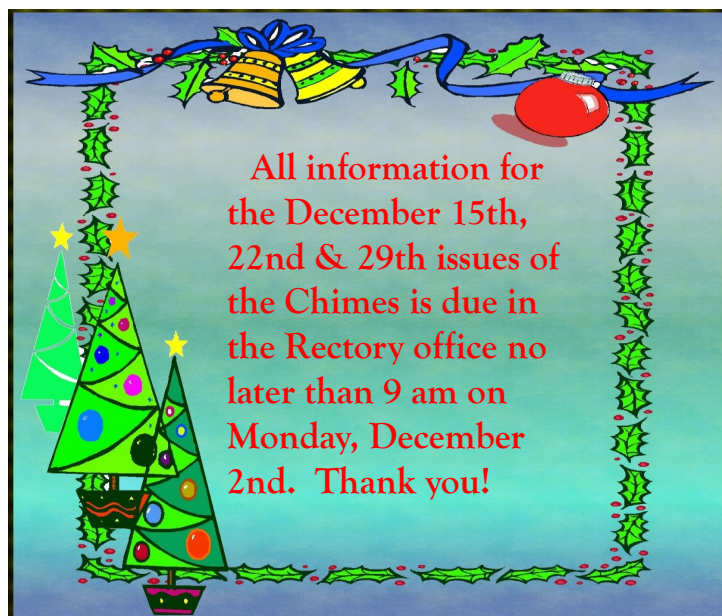 All information for
the December 15th,
22nd & 29th issues of
the Chimes is due in
the Rectory office no
later than 9 am on
Monday, December
2nd.  Thank you!